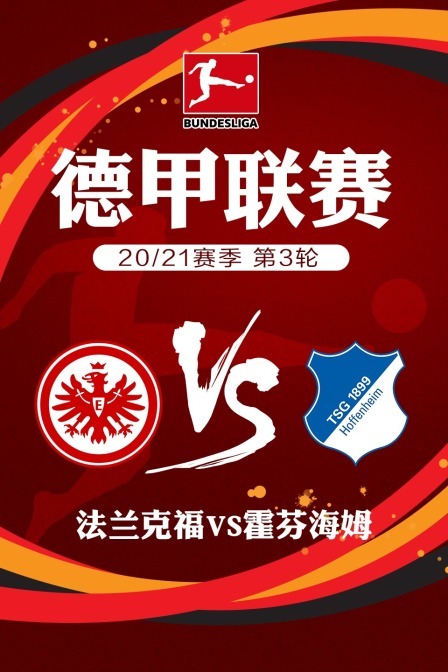 BUNDESLIGA
德甲联赛
20/21赛季 第3轮
E
VS
TSG 1899
Hoffenheim
法兰克福VS霍芬海姆